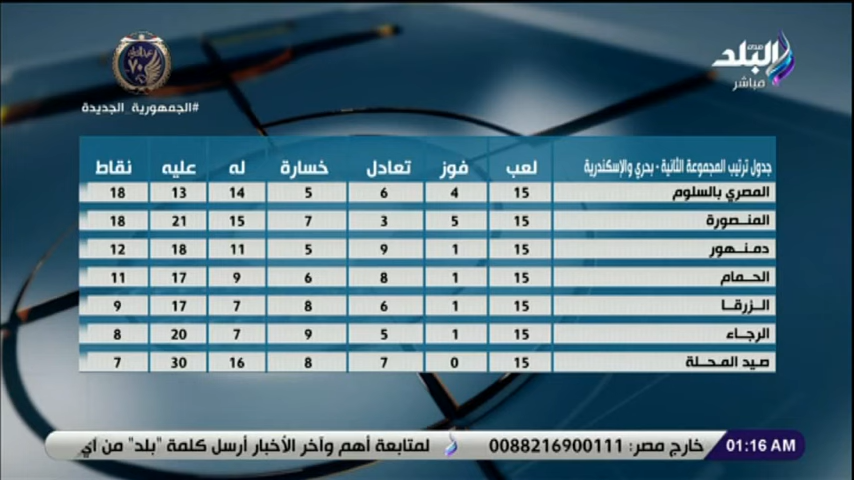 صدى
البلد
مباشر
٧٠
#الجمهورية_الجديدة
جدول ترتيب المجموعة الثانية - بحري والإسكندرية لعب فوز تعادل خسارة له عليه نقاط
المصري بالسلوم 15 4 6 5 14 13 18
المنصورة 15 5 3 7 15 21 18
دمنهور 15 1 9 5 11 18 12
الحمام 15 1 8 6 9 17 11
الزرقا 15 1 6 8 7 17 9
الرجاء 15 1 5 9 7 20 8
صيد المحلة 15 0 7 8 16 30 7
01:16 AM
خارج مصر: 0088216900111
لمتابعة أهم وآخر الأخبار أرسل كلمة "بلد" من أي